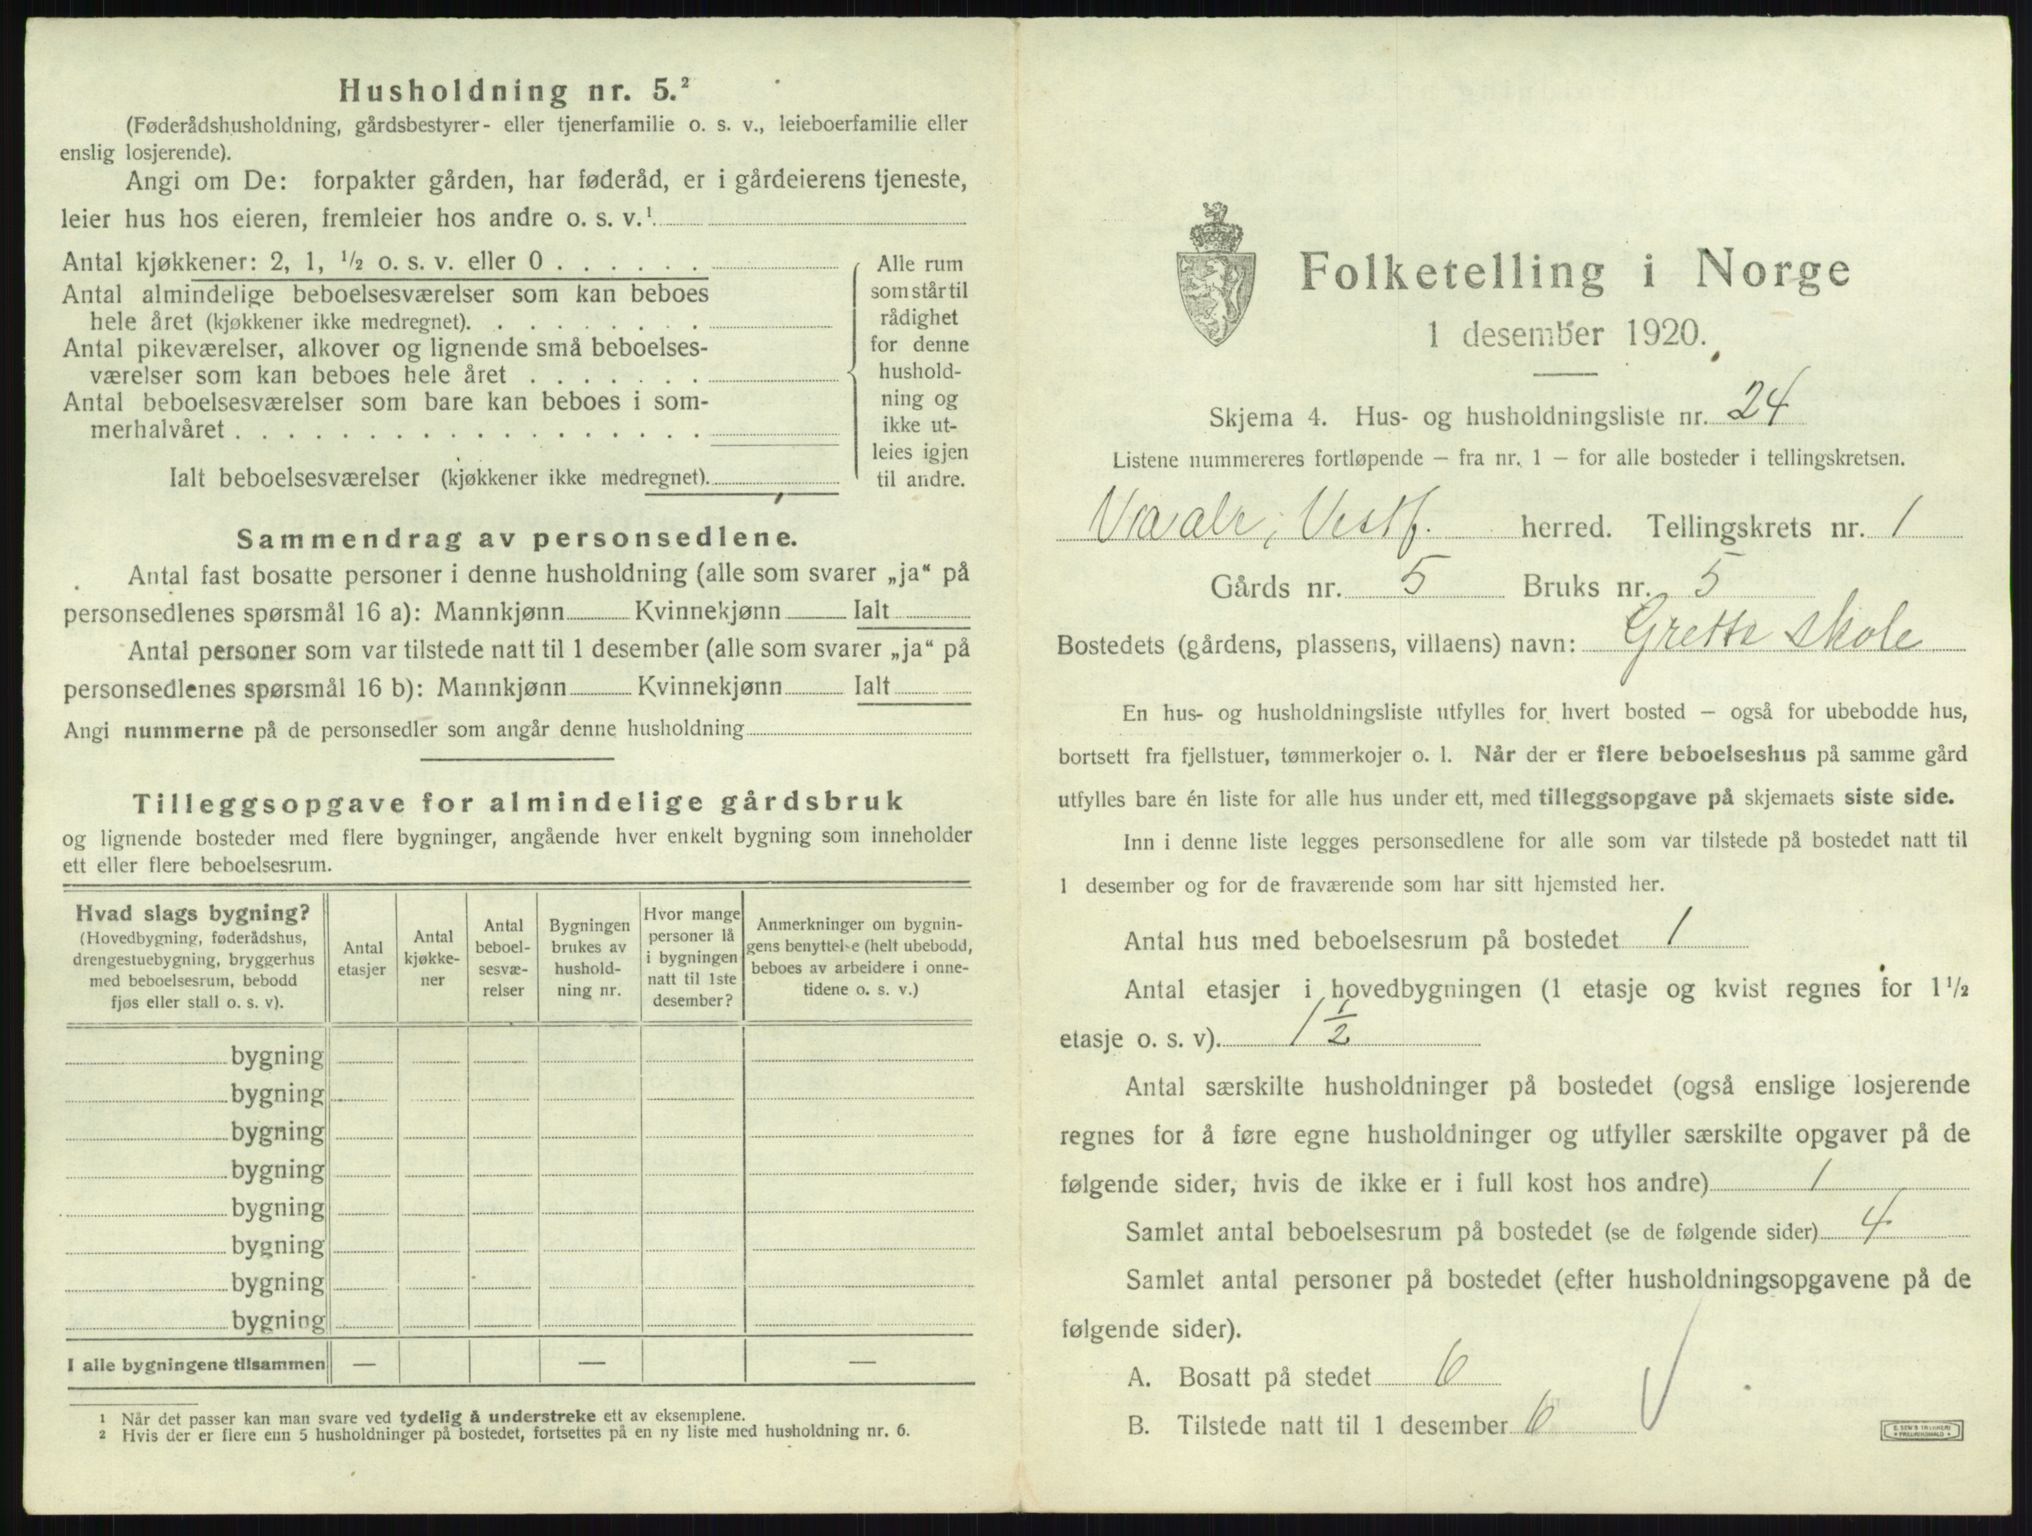 Husholdning nr. 5.²
(Føderådshusholdning, gårdsbestyrer- eller tjenerfamilie o. s. v., leieboerfamilie eller
enslig losjerende).
Angi om De: forpakter gården, har føderåd, er i gårdeierens tjeneste,
leier hus hos eieren, fremleier hos andre o. s. v.¹
Antal kjøkkener: 2, 1, ½ o. s. v. eller 0 . . . . . .
Antal almindelige beboelsesværelser som kan beboes
hele året (kjøkkener ikke medregnet). . . . . . . . .
Antal pikeværelser, alkover og lignende små beboelses-
værelser som kan beboes hele året . . . . . . .
Antal beboelsesværelser som bare kan beboes i som-
merhalvåret . . . . . . . . . . . . . . . . . .
Ialt beboelsesværelser (kjøkkener ikke medregnet).
Alle rum
som står til
rådighet
for denne
hushold-
ning og
ikke ut-
leies igjen
til andre.
Sammendrag av personsedlene.
Antal fast bosatte personer i denne husholdning (alle som svarer „ja“ på
personsedlenes spørsmål 16 a): Mannkjønn Kvinnekjønn Ialt
Antal personer som var tilstede natt til 1 desember (alle som svarer „ja“ på
personsedlenes spørsmål 16 b): Mannkjønn Kvinnekjønn Ialt
Angi nummerne på de personsedler som angår denne husholdning
Tilleggsopgave for almindelige gårdsbruk
og lignende bosteder med flere bygninger, angående hver enkelt bygning som inneholder
ett eller flere beboelsesrum.
Hvad slags bygning?
(Hovedbygning, føderådshus,
drengestuebygning, bryggerhus
med beboelsesrum, bebodd
fjøs eller stall o. s. v).
Antal
etasjer
Antal
kjøkke-
ner
Antal
beboel-
sesvæ-
relser
Bygningen
brukes av
hushold-
ning nr.
Hvor mange
personer lå
i bygningen
natt til 1ste
desember?
Anmerkninger om bygnin-
gens benyttelse (helt ubebodd,
beboes av arbeidere i onne-
tidene o. s. v.)
bygning
bygning
bygning
bygning
bygning
bygning
bygning
bygning
I alle bygningene tilsammen — — —
1 Når det passer kan man svare ved tydelig å understreke ett av eksemplene.
2 Hvis der er flere enn 5 husholdninger på bostedet, fortsettes på en ny liste med husholdning nr. 6.
Folketelling i Norge
1 desember 1920.
Skjema 4. Hus- og husholdningsliste nr. 24
Listene nummereres fortløpende – fra nr. 1 – for alle bosteder i tellingskretsen.
Vaale, Vestf. herred. Tellingskrets nr. 1
Gårds nr. 5 Bruks nr. 5
Bostedets (gårdens, plassens, villaens) navn: Grette skole
En hus- og husholdningsliste utfylles for hvert bosted – også for ubebodde hus,
bortsett fra fjellstuer, tømmerkojer o. l. Når der er flere beboelseshus på samme gård
utfylles bare én liste for alle hus under ett, med tilleggsopgave på skjemaets siste side.
Inn i denne liste legges personsedlene for alle som var tilstede på bostedet natt til
1 desember og for de fraværende som har sitt hjemsted her.
Antal hus med beboelsesrum på bostedet 1
Antal etasjer i hovedbygningen (1 etasje og kvist regnes for 1½
etasje o. s. v). 1½
Antal særskilte husholdninger på bostedet (også enslige losjerende
regnes for å føre egne husholdninger og utfyller særskilte opgaver på de
følgende sider, hvis de ikke er i full kost hos andre) 1
Samlet antal beboelsesrum på bostedet (se de følgende sider) 4
Samlet antal personer på bostedet (efter husholdningsopgavene på de
følgende sider).
A. Bosatt på stedet 6
B. Tilstede natt til 1 desember 6